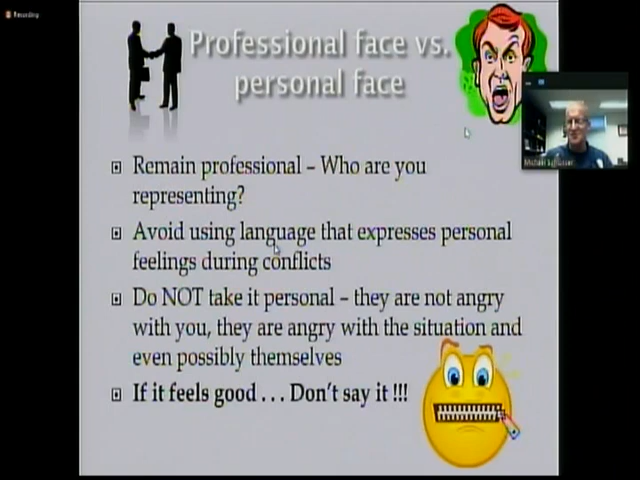 Recording
Professional face vs.
personal face
Remain professional – Who are you
representing?
Avoid using language that expresses personal
feelings during conflicts
Do NOT take it personal – they are not angry
with you, they are angry with the situation and
even possibly themselves
If it feels good . . . Don't say it !!!
Michael